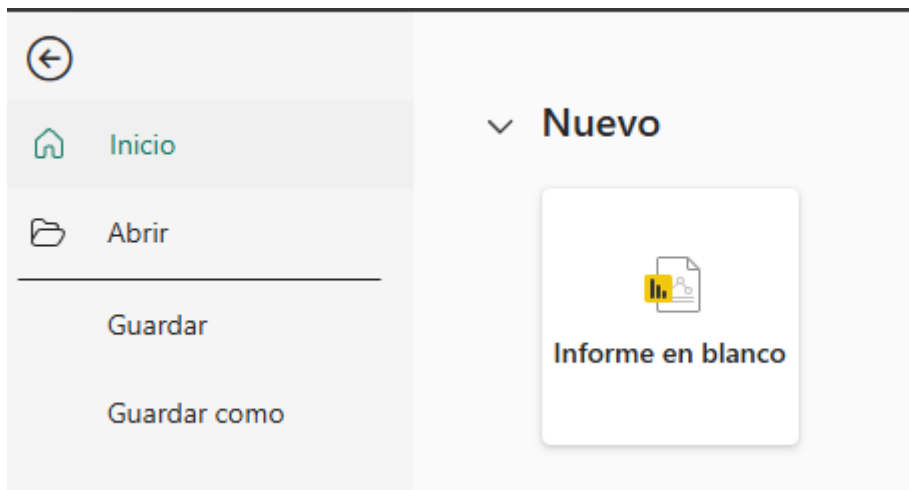 Inicio
Abrir
Guardar
Guardar como
Nuevo
Informe en blanco